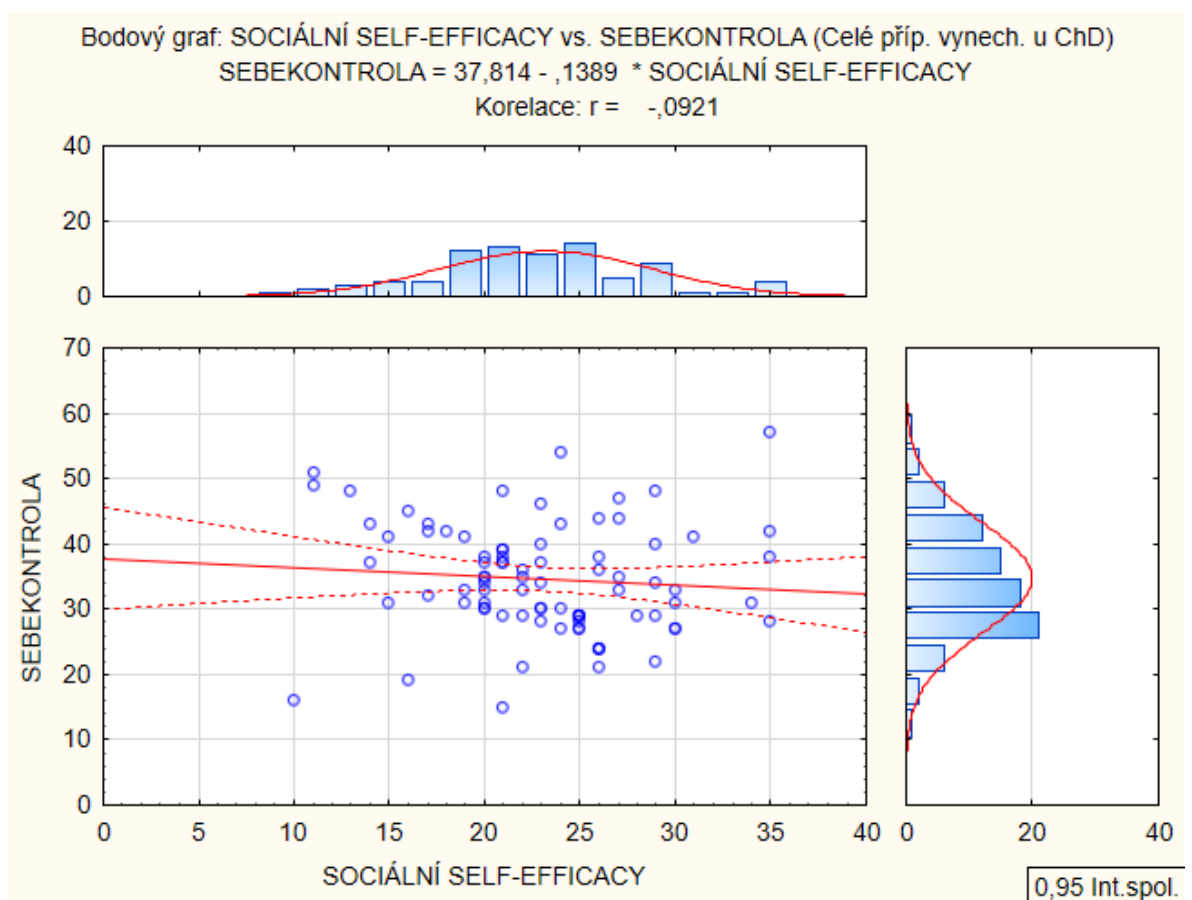 Bodový graf: SOCIÁLNÍ SELF-EFFICACY vs. SEBEKONTROLA (Celé příp. vynech. u ChD)
SEBEKONTROLA = 37,814 - ,1389 * SOCIÁLNÍ SELF-EFFICACY
Korelace: r = -,0921
40
20
0
70
60
50
40
30
20
10
0
SEBEKONTROLA
0 5 10 15 20 25 30 35 40
0 20 40
SOCIÁLNÍ SELF-EFFICACY
0,95 Int.spol.